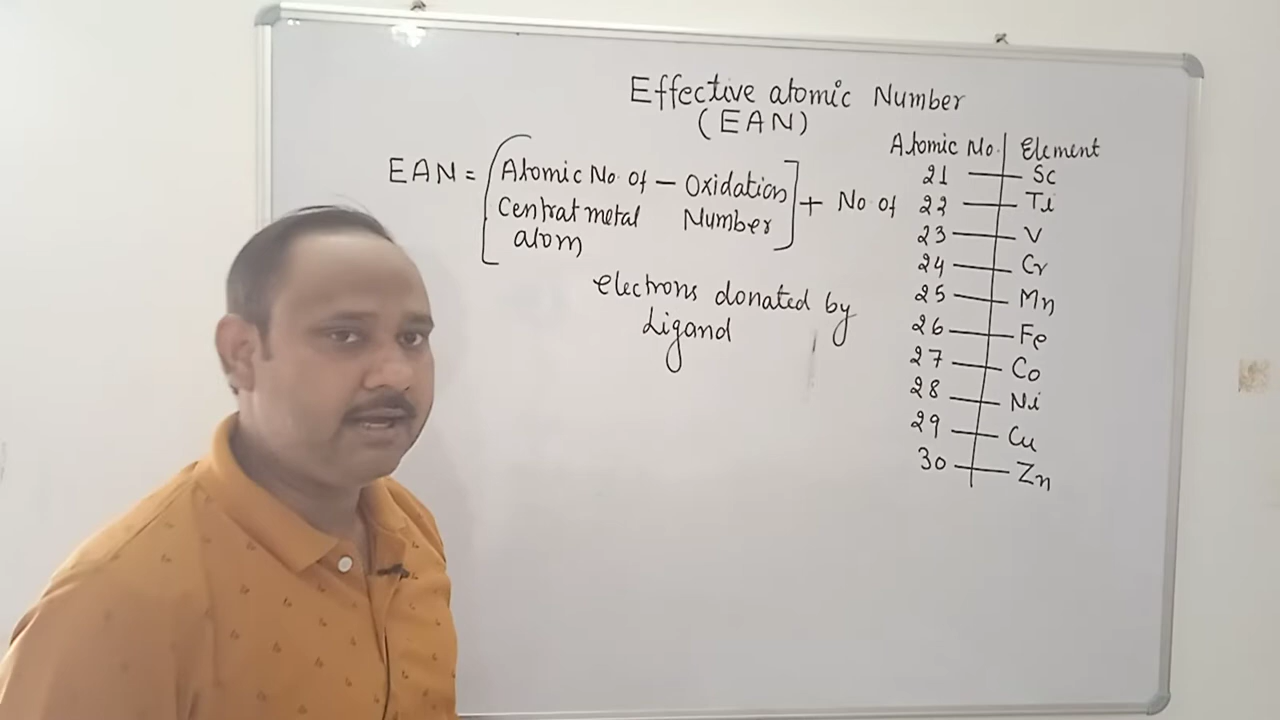 Effective atomic Number
(EAN)
EAN = [Atomic No. of – Oxidation
Central metal Number
atom] + No of
electrons donated by
Ligand
Atomic No. Element
21 Sc
22 Ti
23 V
24 Cr
25 Mn
26 Fe
27 Co
28 Ni
29 Cu
30 Zn